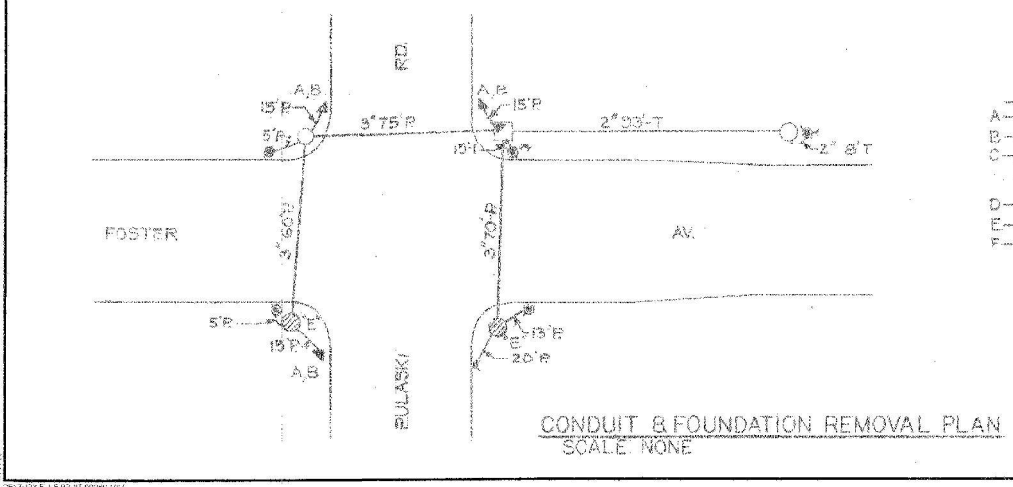 RD.
A,B
15'P.
3" 75'P.
A,B
15'P.
2" 93'-T
5'P.
2" 8'T
3" 60'P.
3" 70'-P.
FOSTER
AV.
5'P.
E
15'P.
A,B
E
15'P.
20'P.
PULASKI
CONDUIT & FOUNDATION REMOVAL PLAN
SCALE: NONE
A-
B-
C-
D-
E-
F-